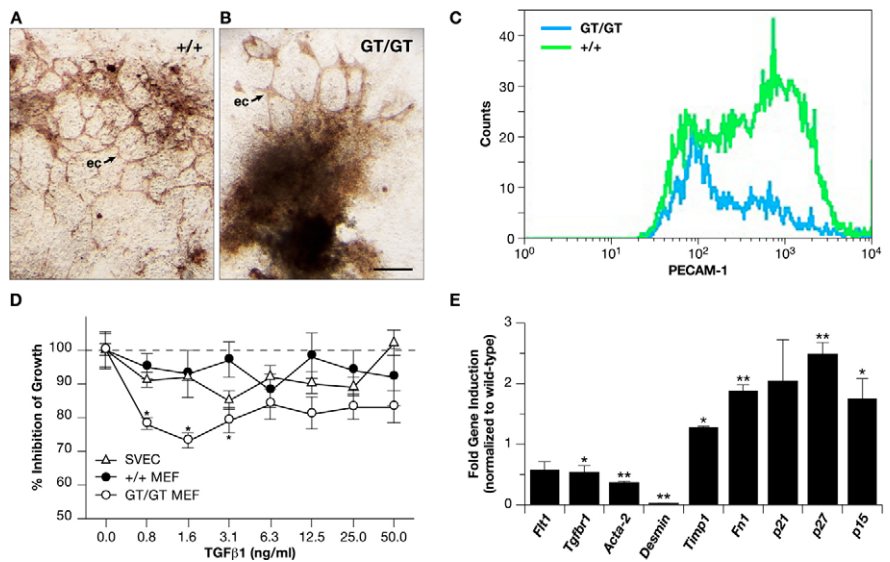 A
+/+
ec
B
GT/GT
ec
C
GT/GT
+/+
Counts
40
30
20
10
0
10⁰ 10¹ 10² 10³ 10⁴
PECAM-1
D
% Inhibition of Growth
100
90
80
70
60
50
* * *
SVEC
+/+ MEF
GT/GT MEF
0.0 0.8 1.6 3.1 6.3 12.5 25.0 50.0
TGFβ1 (ng/ml)
E
Fold Gene Induction
(normalized to wild-type)
3
2
1
0
* ** ** * ** ** *
Flt1 Tgfbr1 Acta-2 Desmin Timp1 Fn1 p21 p27 p15